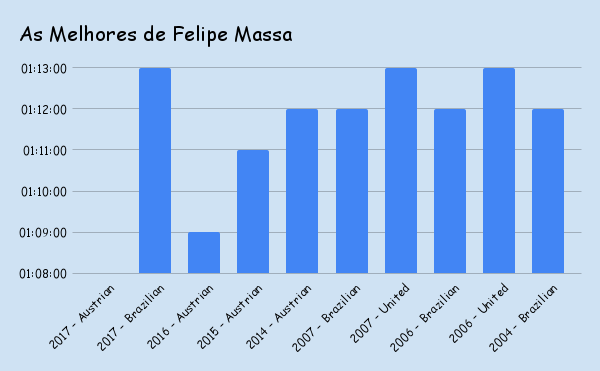 As Melhores de Felipe Massa
01:13:00
01:12:00
01:11:00
01:10:00
01:09:00
01:08:00
2017 - Austrian
2017 - Brazilian
2016 - Austrian
2015 - Austrian
2014 - Austrian
2007 - Brazilian
2007 - United
2006 - Brazilian
2006 - United
2004 - Brazilian